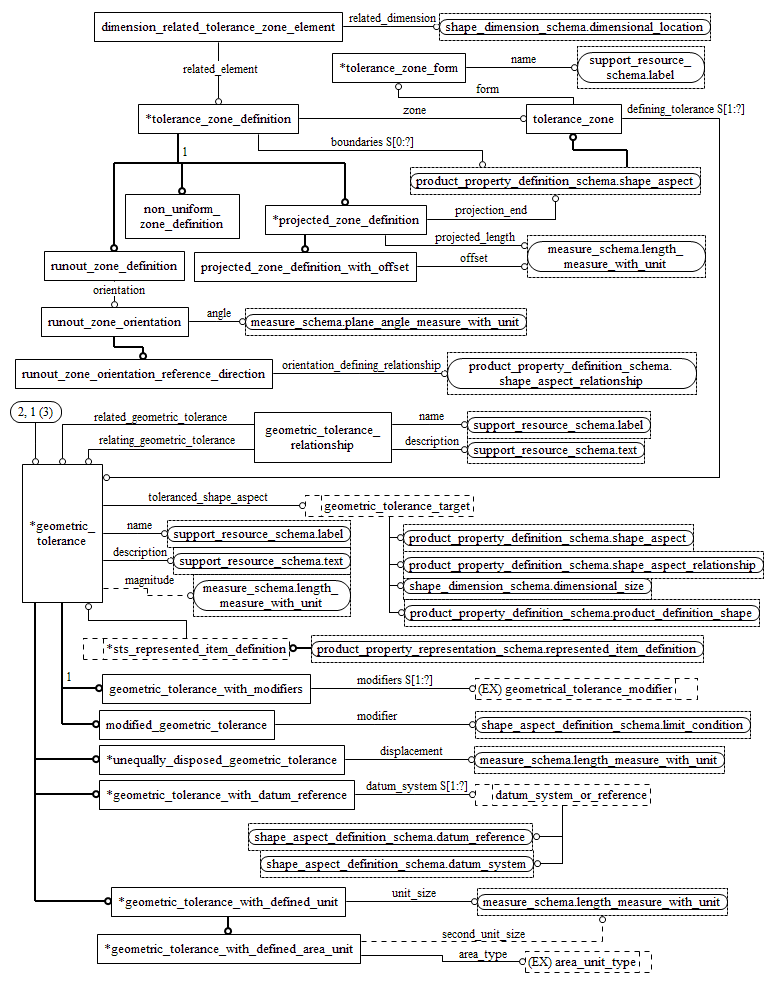 dimension_related_tolerance_zone_element
related_dimension
shape_dimension_schema.dimensional_location
related_element
*tolerance_zone_form
name
support_resource_
schema.label
form
*tolerance_zone_definition
zone
tolerance_zone
defining_tolerance S[1:?]
1
boundaries S[0:?]
product_property_definition_schema.shape_aspect
non_uniform_
zone_definition
*projected_zone_definition
projection_end
projected_length
measure_schema.length_
measure_with_unit
runout_zone_definition
projected_zone_definition_with_offset
offset
orientation
runout_zone_orientation
angle
measure_schema.plane_angle_measure_with_unit
runout_zone_orientation_reference_direction
orientation_defining_relationship
product_property_definition_schema.
shape_aspect_relationship
2, 1 (3)
related_geometric_tolerance
relating_geometric_tolerance
geometric_tolerance_
relationship
name
support_resource_schema.label
description
support_resource_schema.text
*geometric_
tolerance
toleranced_shape_aspect
geometric_tolerance_target
name
support_resource_schema.label
product_property_definition_schema.shape_aspect
description
support_resource_schema.text
product_property_definition_schema.shape_aspect_relationship
magnitude
measure_schema.length_
measure_with_unit
shape_dimension_schema.dimensional_size
product_property_definition_schema.product_definition_shape
*sts_represented_item_definition
product_property_representation_schema.represented_item_definition
1
geometric_tolerance_with_modifiers
modifiers S[1:?]
(EX) geometrical_tolerance_modifier
modified_geometric_tolerance
modifier
shape_aspect_definition_schema.limit_condition
*unequally_disposed_geometric_tolerance
displacement
measure_schema.length_measure_with_unit
*geometric_tolerance_with_datum_reference
datum_system S[1:?]
datum_system_or_reference
shape_aspect_definition_schema.datum_reference
shape_aspect_definition_schema.datum_system
*geometric_tolerance_with_defined_unit
unit_size
measure_schema.length_measure_with_unit
*geometric_tolerance_with_defined_area_unit
second_unit_size
area_type
(EX) area_unit_type